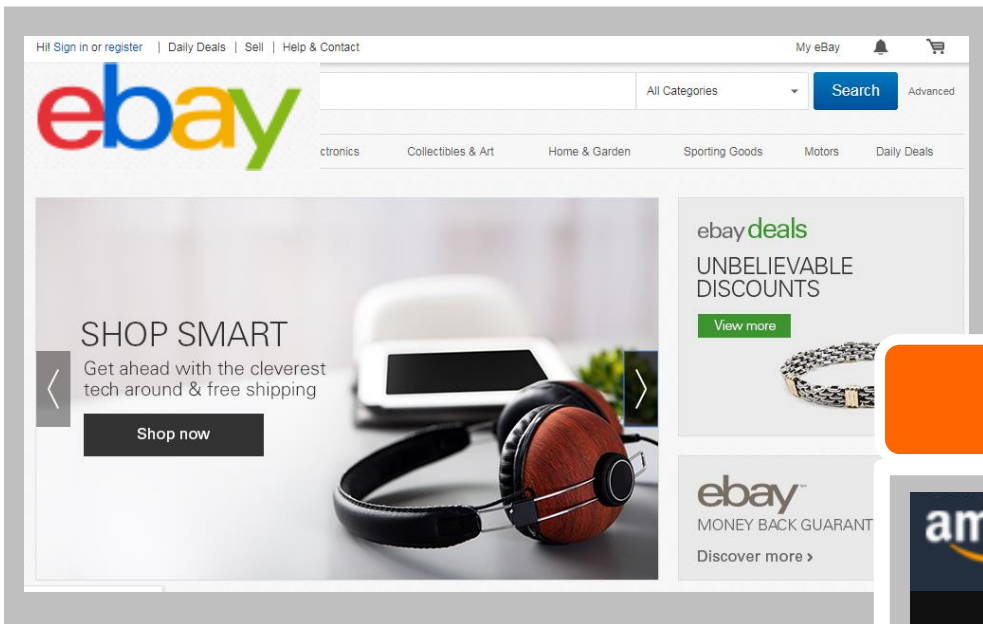 Hi! Sign in or register | Daily Deals | Sell | Help & Contact My eBay
ebay
All Categories Search Advanced
ctronics Collectibles & Art Home & Garden Sporting Goods Motors Daily Deals
SHOP SMART
Get ahead with the cleverest
tech around & free shipping
Shop now
ebay deals
UNBELIEVABLE
DISCOUNTS
View more
ebay
MONEY BACK GUARANT
Discover more >
am